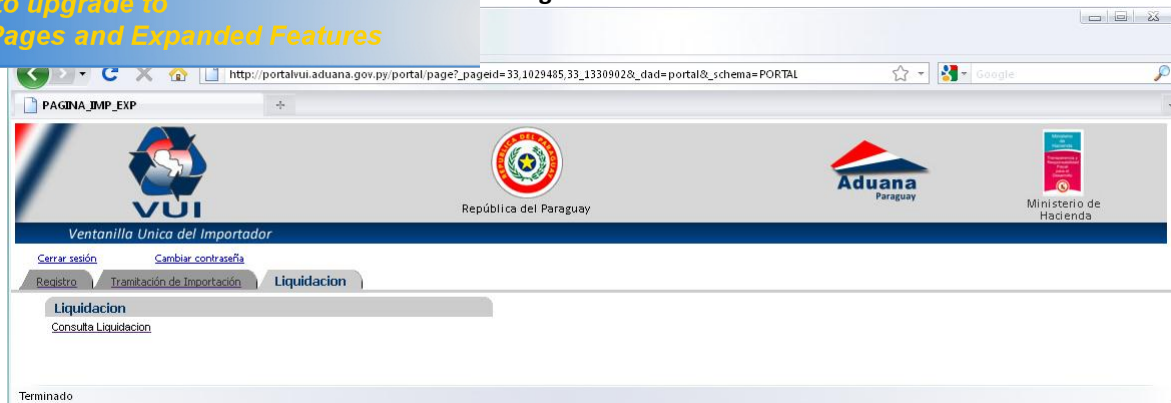 to upgrade to
Pages and Expanded Features
http://portalvui.aduana.gov.py/portal/page?_pageid=33,1029485,33_1330902&_dad=portal&_schema=PORTAL
Google
PAGINA_IMP_EXP
VUI
República del Paraguay
Aduana
Paraguay
Ministerio de
Hacienda
Ventanilla Unica del Importador
Cerrar sesión
Cambiar contraseña
Registro
Tramitación de Importación
Liquidacion
Liquidacion
Consulta Liquidacion
Terminado